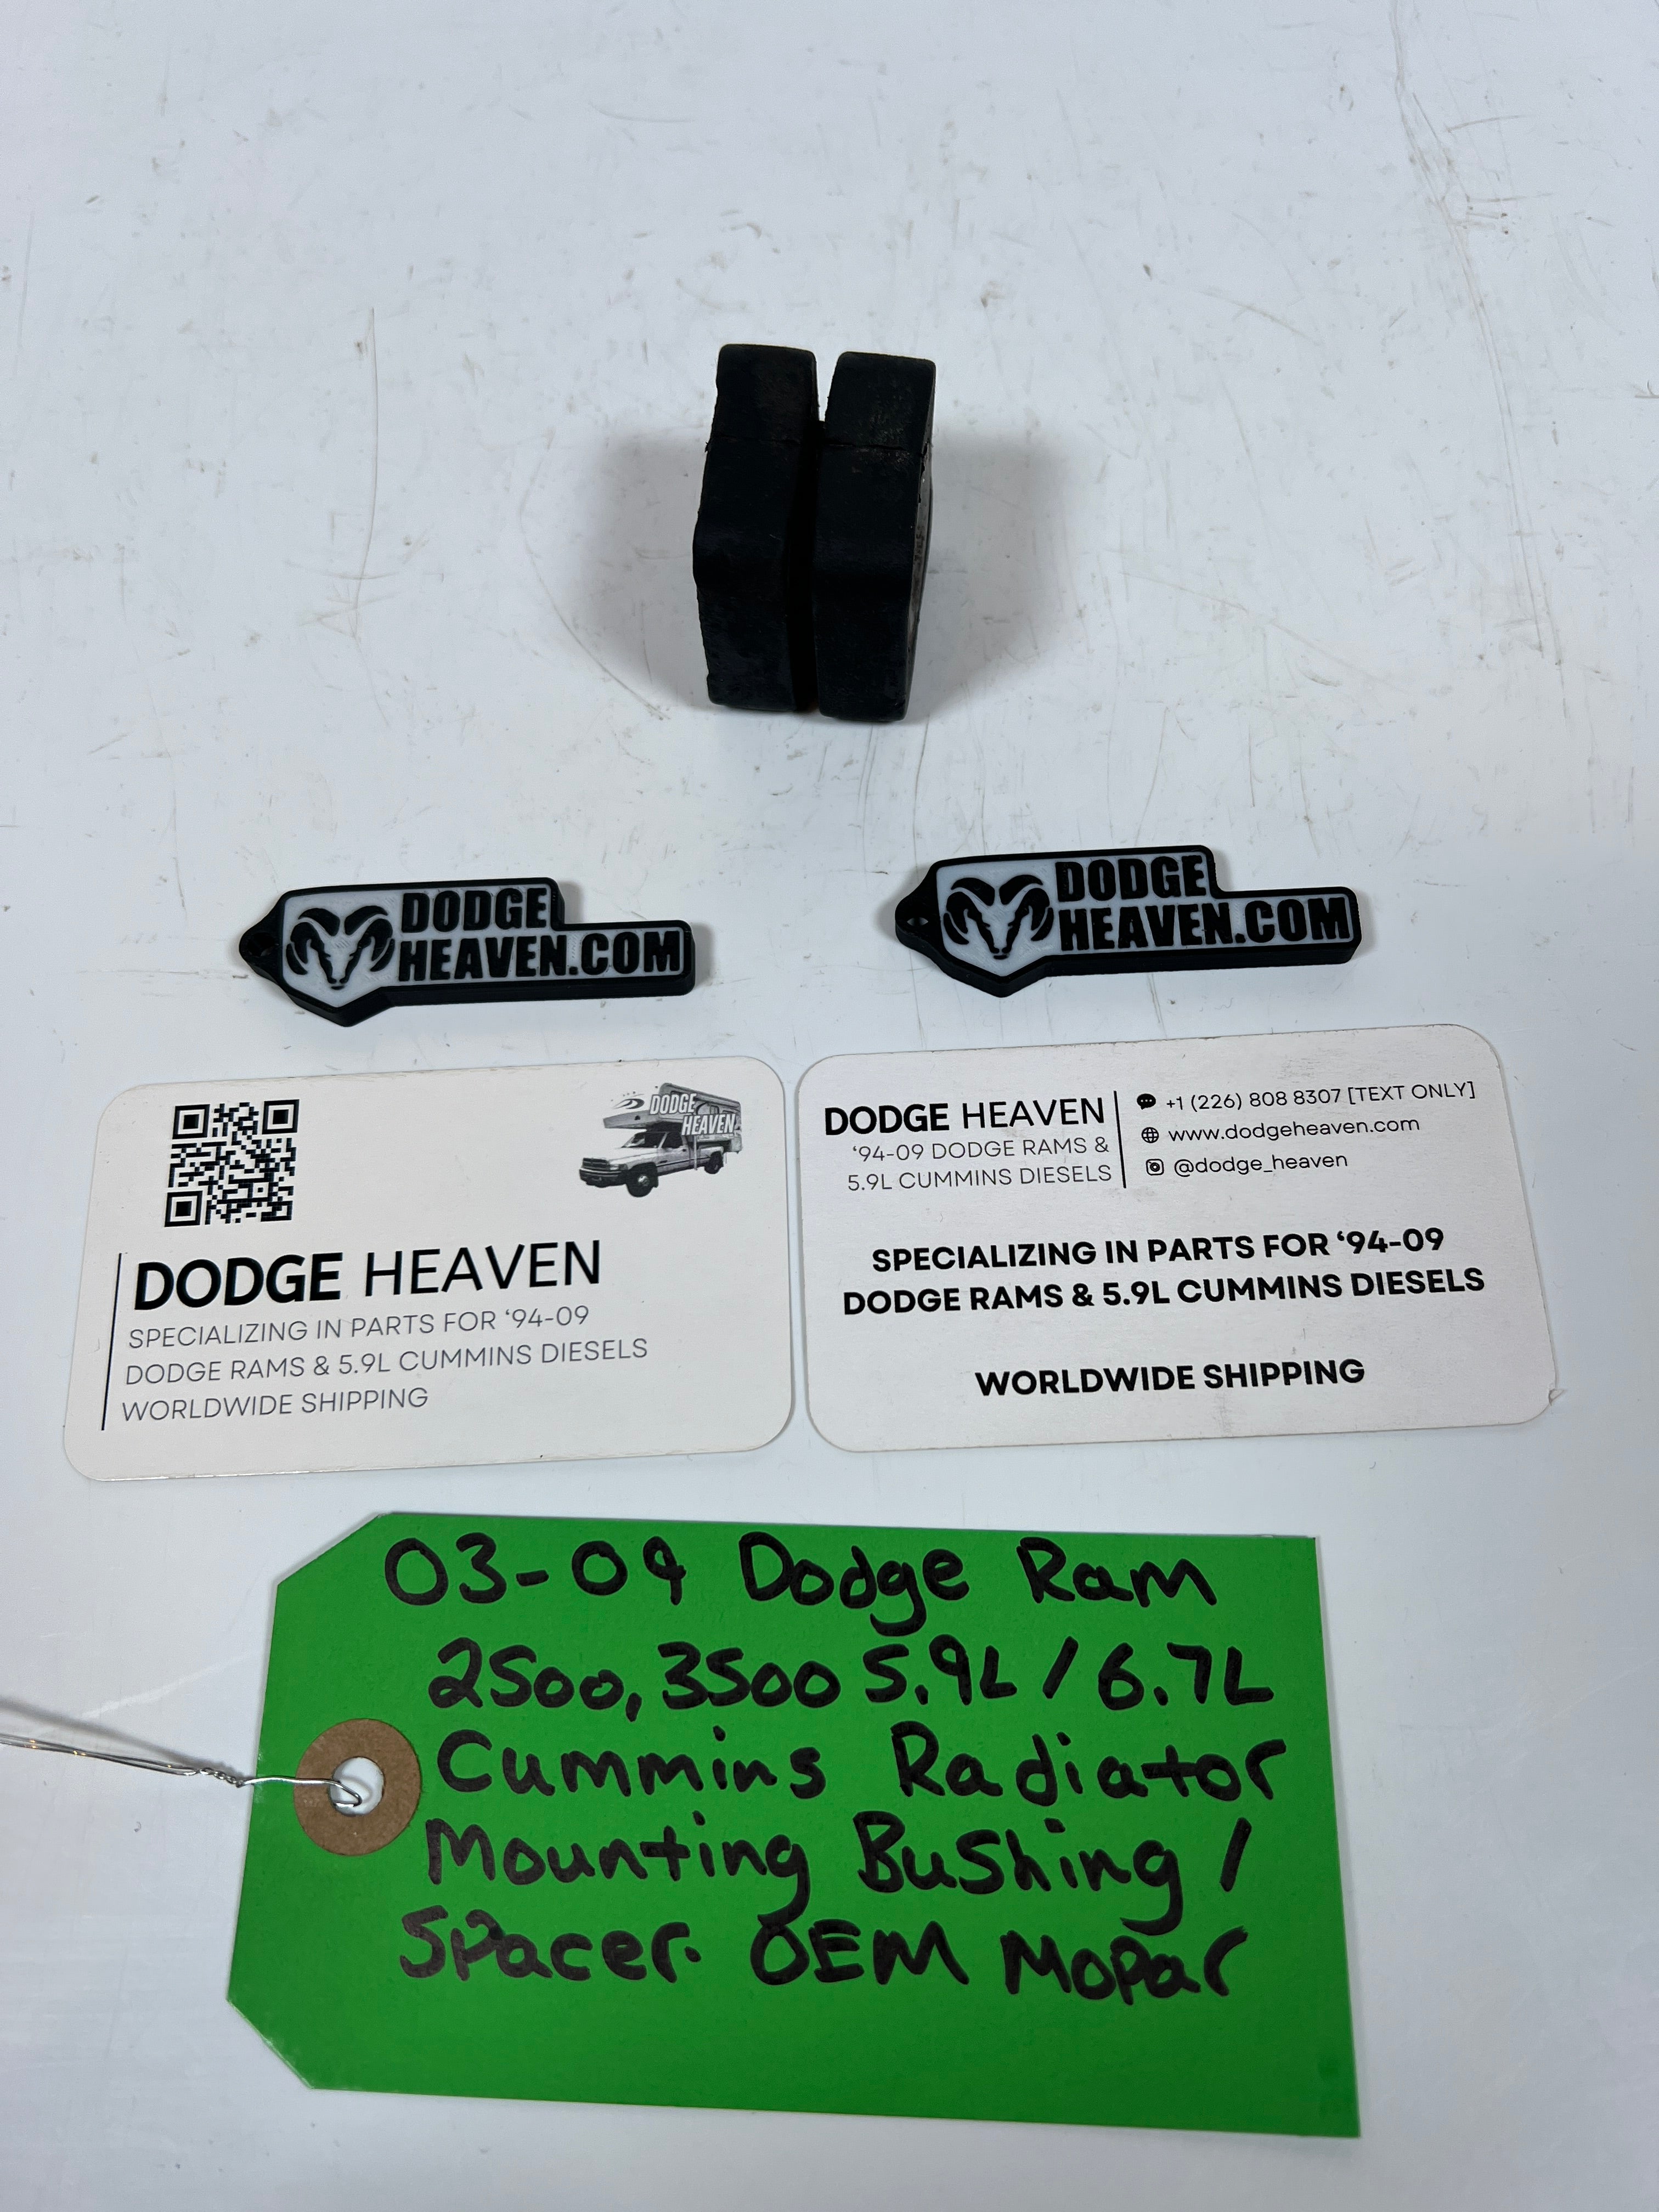 DODGE
HEAVEN.COM
DODGE
HEAVEN.COM
DODGE
HEAVEN
DODGE HEAVEN
SPECIALIZING IN PARTS FOR ‘94-09
DODGE RAMS & 5.9L CUMMINS DIESELS
WORLDWIDE SHIPPING
DODGE HEAVEN
‘94-09 DODGE RAMS &
5.9L CUMMINS DIESELS
+1 (226) 808 8307 [TEXT ONLY]
www.dodgeheaven.com
@dodge_heaven
SPECIALIZING IN PARTS FOR ‘94-09
DODGE RAMS & 5.9L CUMMINS DIESELS
WORLDWIDE SHIPPING
03-09 Dodge Ram
2500, 3500 5.9L / 6.7L
Cummins Radiator
Mounting Bushing /
Spacer. OEM Mopar